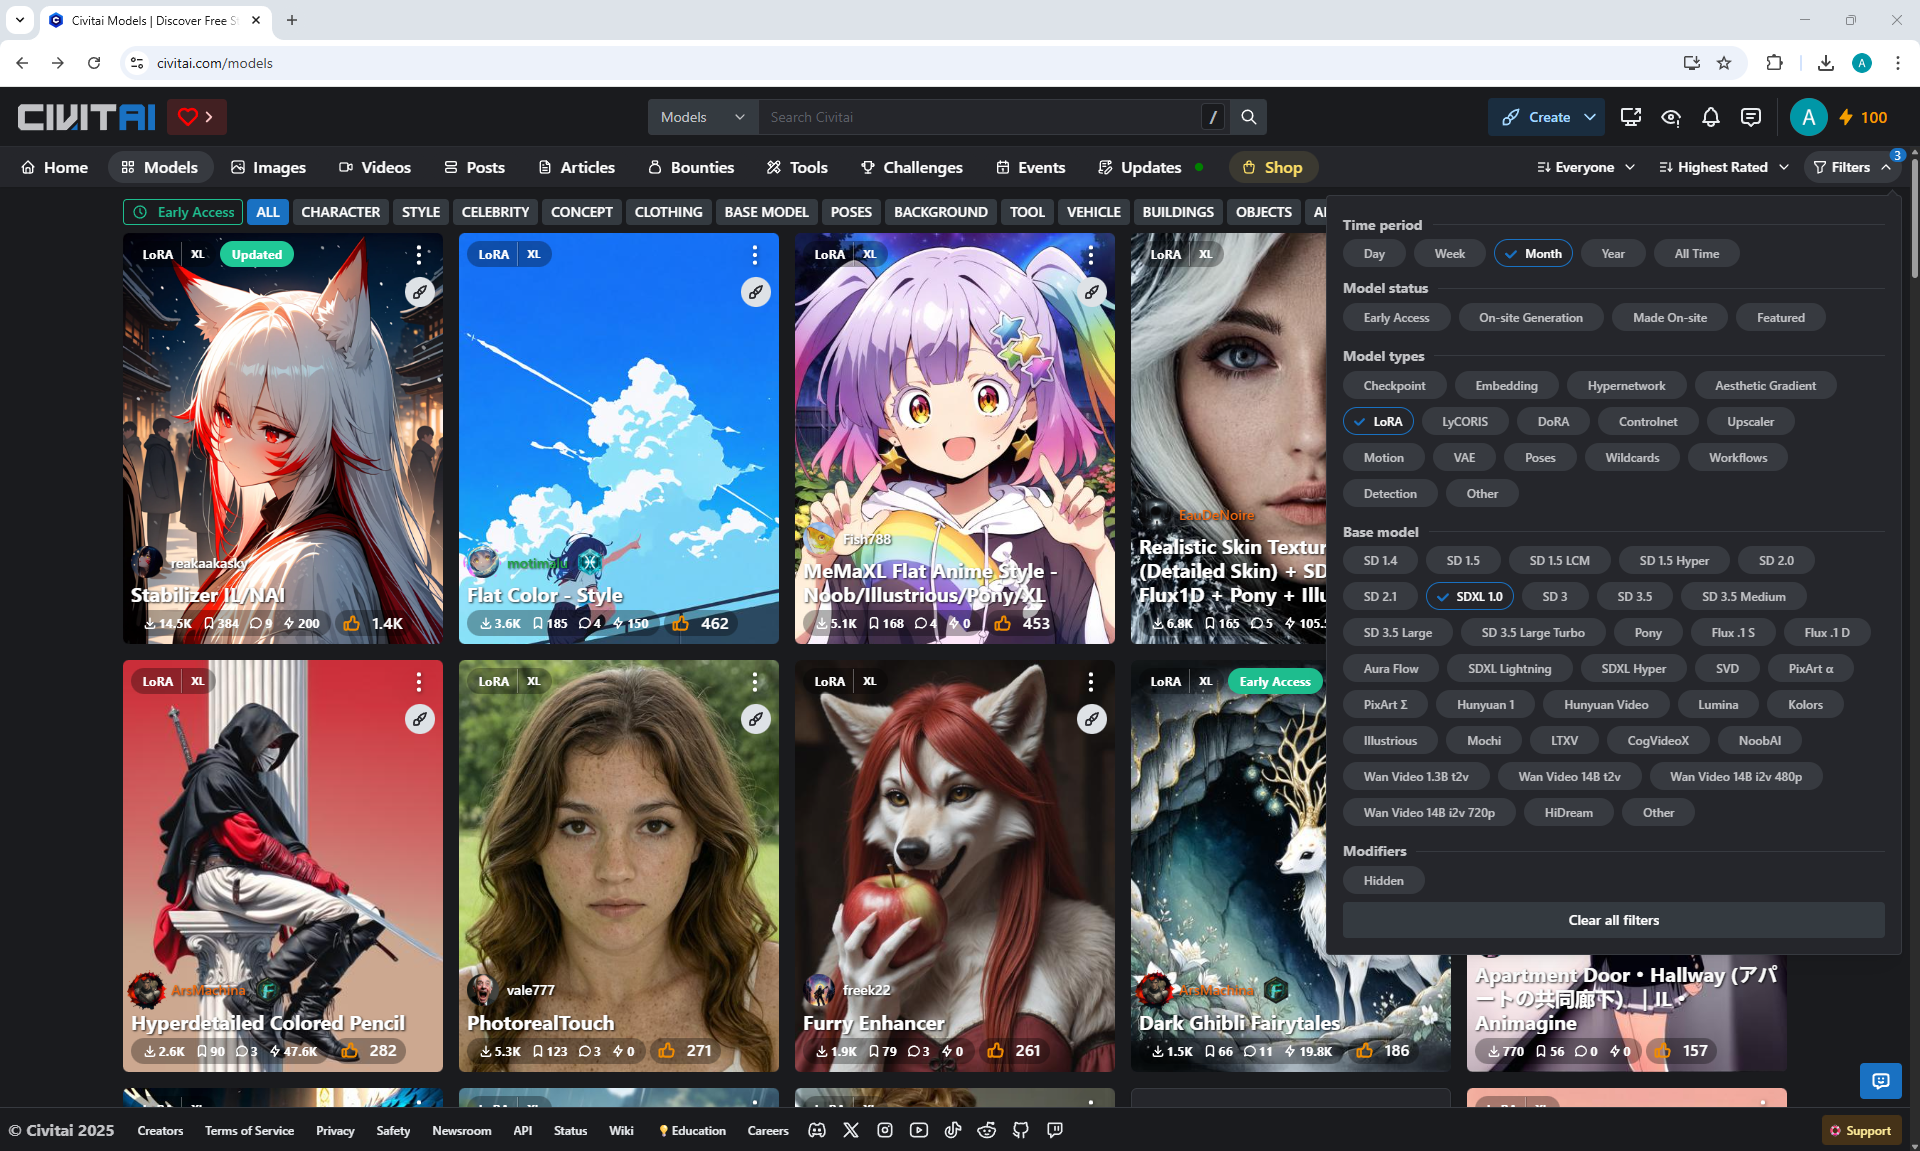 Civitai Models | Discover Free S
civitai.com/models
A
CIVITAI
Models
Search Civitai
/
Create
A
100
Home
Models
Images
Videos
Posts
Articles
Bounties
Tools
Challenges
Events
Updates
Shop
Everyone
Highest Rated
Filters
3
Early Access
ALL
CHARACTER
STYLE
CELEBRITY
CONCEPT
CLOTHING
BASE MODEL
POSES
BACKGROUND
TOOL
VEHICLE
BUILDINGS
OBJECTS
LoRA XL Updated
reakaakasky
Stabilizer IL/NAI
14.5K 384 9 200 1.4K
LoRA XL
motimalu
Flat Color - Style
3.6K 185 4 150 462
LoRA XL
Fish788
MeMaXL Flat Anime Style -
Noob/Illustrious/Pony/XL
5.1K 168 4 0 453
LoRA XL
EauDeNoire
Realistic Skin Textur
(Detailed Skin) + SD
Flux1D + Pony + Illu
6.8K 165 5 105.
LoRA XL
ArsMachina
Hyperdetailed Colored Pencil
2.6K 90 3 47.6K 282
LoRA XL
vale777
PhotorealTouch
5.3K 123 3 0 271
LoRA XL
freek22
Furry Enhancer
1.9K 79 3 0 261
LoRA XL Early Access
ArsMachina
Dark Ghibli Fairytales
1.5K 66 11 19.8K 186
Apartment Door • Hallway (アパ
ートの共同廊下) | IL -
Animagine
770 56 0 0 157
Time period
Day
Week
Month
Year
All Time
Model status
Early Access
On-site Generation
Made On-site
Featured
Model types
Checkpoint
Embedding
Hypernetwork
Aesthetic Gradient
LoRA
LyCORIS
DoRA
Controlnet
Upscaler
Motion
VAE
Poses
Wildcards
Workflows
Detection
Other
Base model
SD 1.4
SD 1.5
SD 1.5 LCM
SD 1.5 Hyper
SD 2.0
SD 2.1
SDXL 1.0
SD 3
SD 3.5
SD 3.5 Medium
SD 3.5 Large
SD 3.5 Large Turbo
Pony
Flux .1 S
Flux .1 D
Aura Flow
SDXL Lightning
SDXL Hyper
SVD
PixArt α
PixArt Σ
Hunyuan 1
Hunyuan Video
Lumina
Kolors
Illustrious
Mochi
LTXV
CogVideoX
NoobAI
Wan Video 1.3B t2v
Wan Video 14B t2v
Wan Video 14B i2v 480p
Wan Video 14B i2v 720p
HiDream
Other
Modifiers
Hidden
Clear all filters
© Civitai 2025
Creators
Terms of Service
Privacy
Safety
Newsroom
API
Status
Wiki
Education
Careers
Support